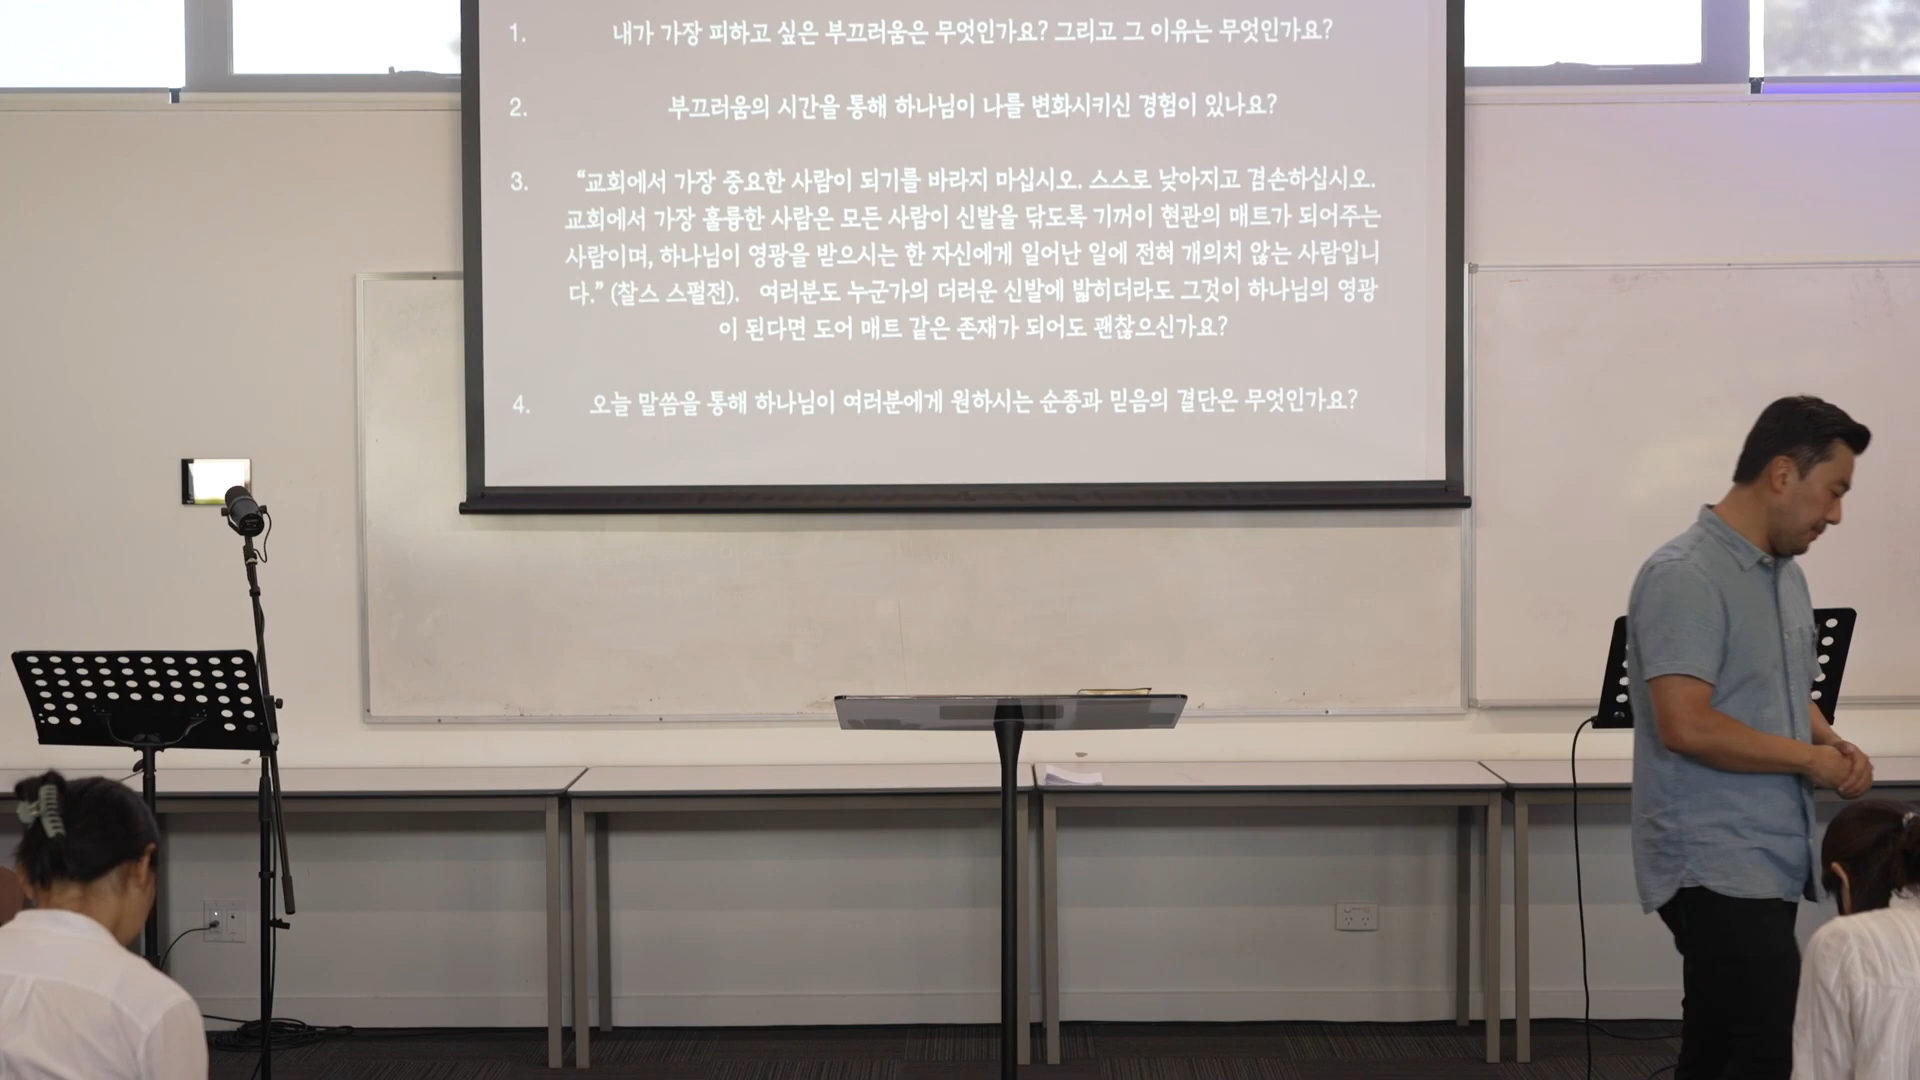 1. 내가 가장 피하고 싶은 부끄러움은 무엇인가요? 그리고 그 이유는 무엇인가요?
2. 부끄러움의 시간을 통해 하나님이 나를 변화시키신 경험이 있나요?
3. “교회에서 가장 중요한 사람이 되기를 바라지 마십시오. 스스로 낮아지고 겸손하십시오.
교회에서 가장 훌륭한 사람은 모든 사람이 신발을 닦도록 기꺼이 현관의 매트가 되어주는
사람이며, 하나님이 영광을 받으시는 한 자신에게 일어난 일에 전혀 개의치 않는 사람입니
다.” (찰스 스펄전). 여러분도 누군가의 더러운 신발에 밟히더라도 그것이 하나님의 영광
이 된다면 도어 매트 같은 존재가 되어도 괜찮으신가요?
4. 오늘 말씀을 통해 하나님이 여러분에게 원하시는 순종과 믿음의 결단은 무엇인가요?